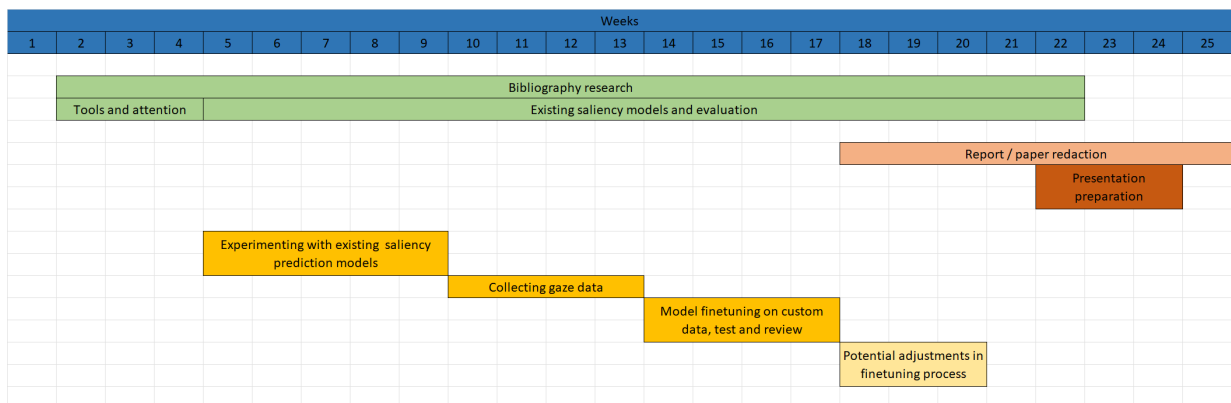 Weeks
1 2 3 4 5 6 7 8 9 10 11 12 13 14 15 16 17 18 19 20 21 22 23 24 25
Bibliography research
Tools and attention Existing saliency models and evaluation
Report / paper redaction
Presentation
preparation
Experimenting with existing saliency
prediction models
Collecting gaze data
Model finetuning on custom
data, test and review
Potential adjustments in
finetuning process